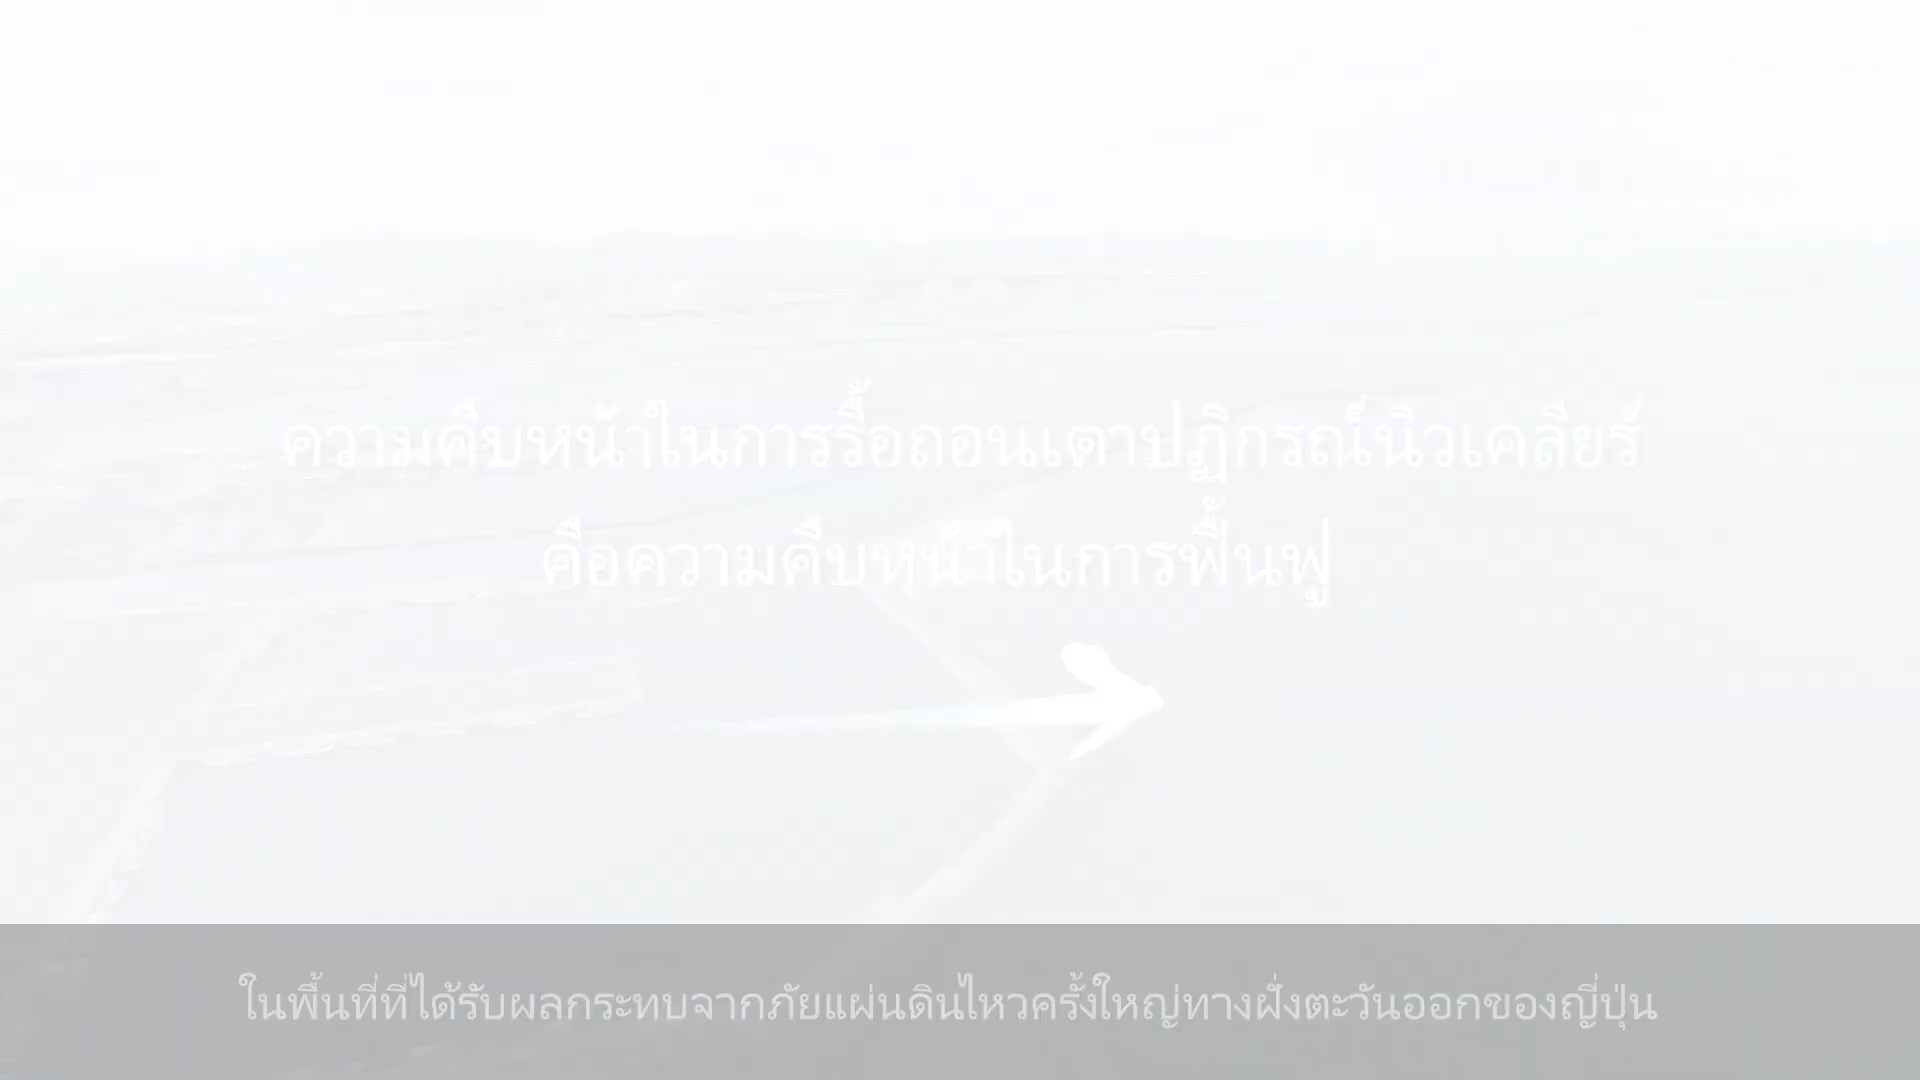 ความคืบหน้าในการรื้อถอนเตาปฏิกรณ์นิวเคลียร์
คือความคืบหน้าในการฟื้นฟู
ในพื้นที่ที่ได้รับผลกระทบจากภัยแผ่นดินไหวครั้งใหญ่ทางฝั่งตะวันออกของญี่ปุ่น